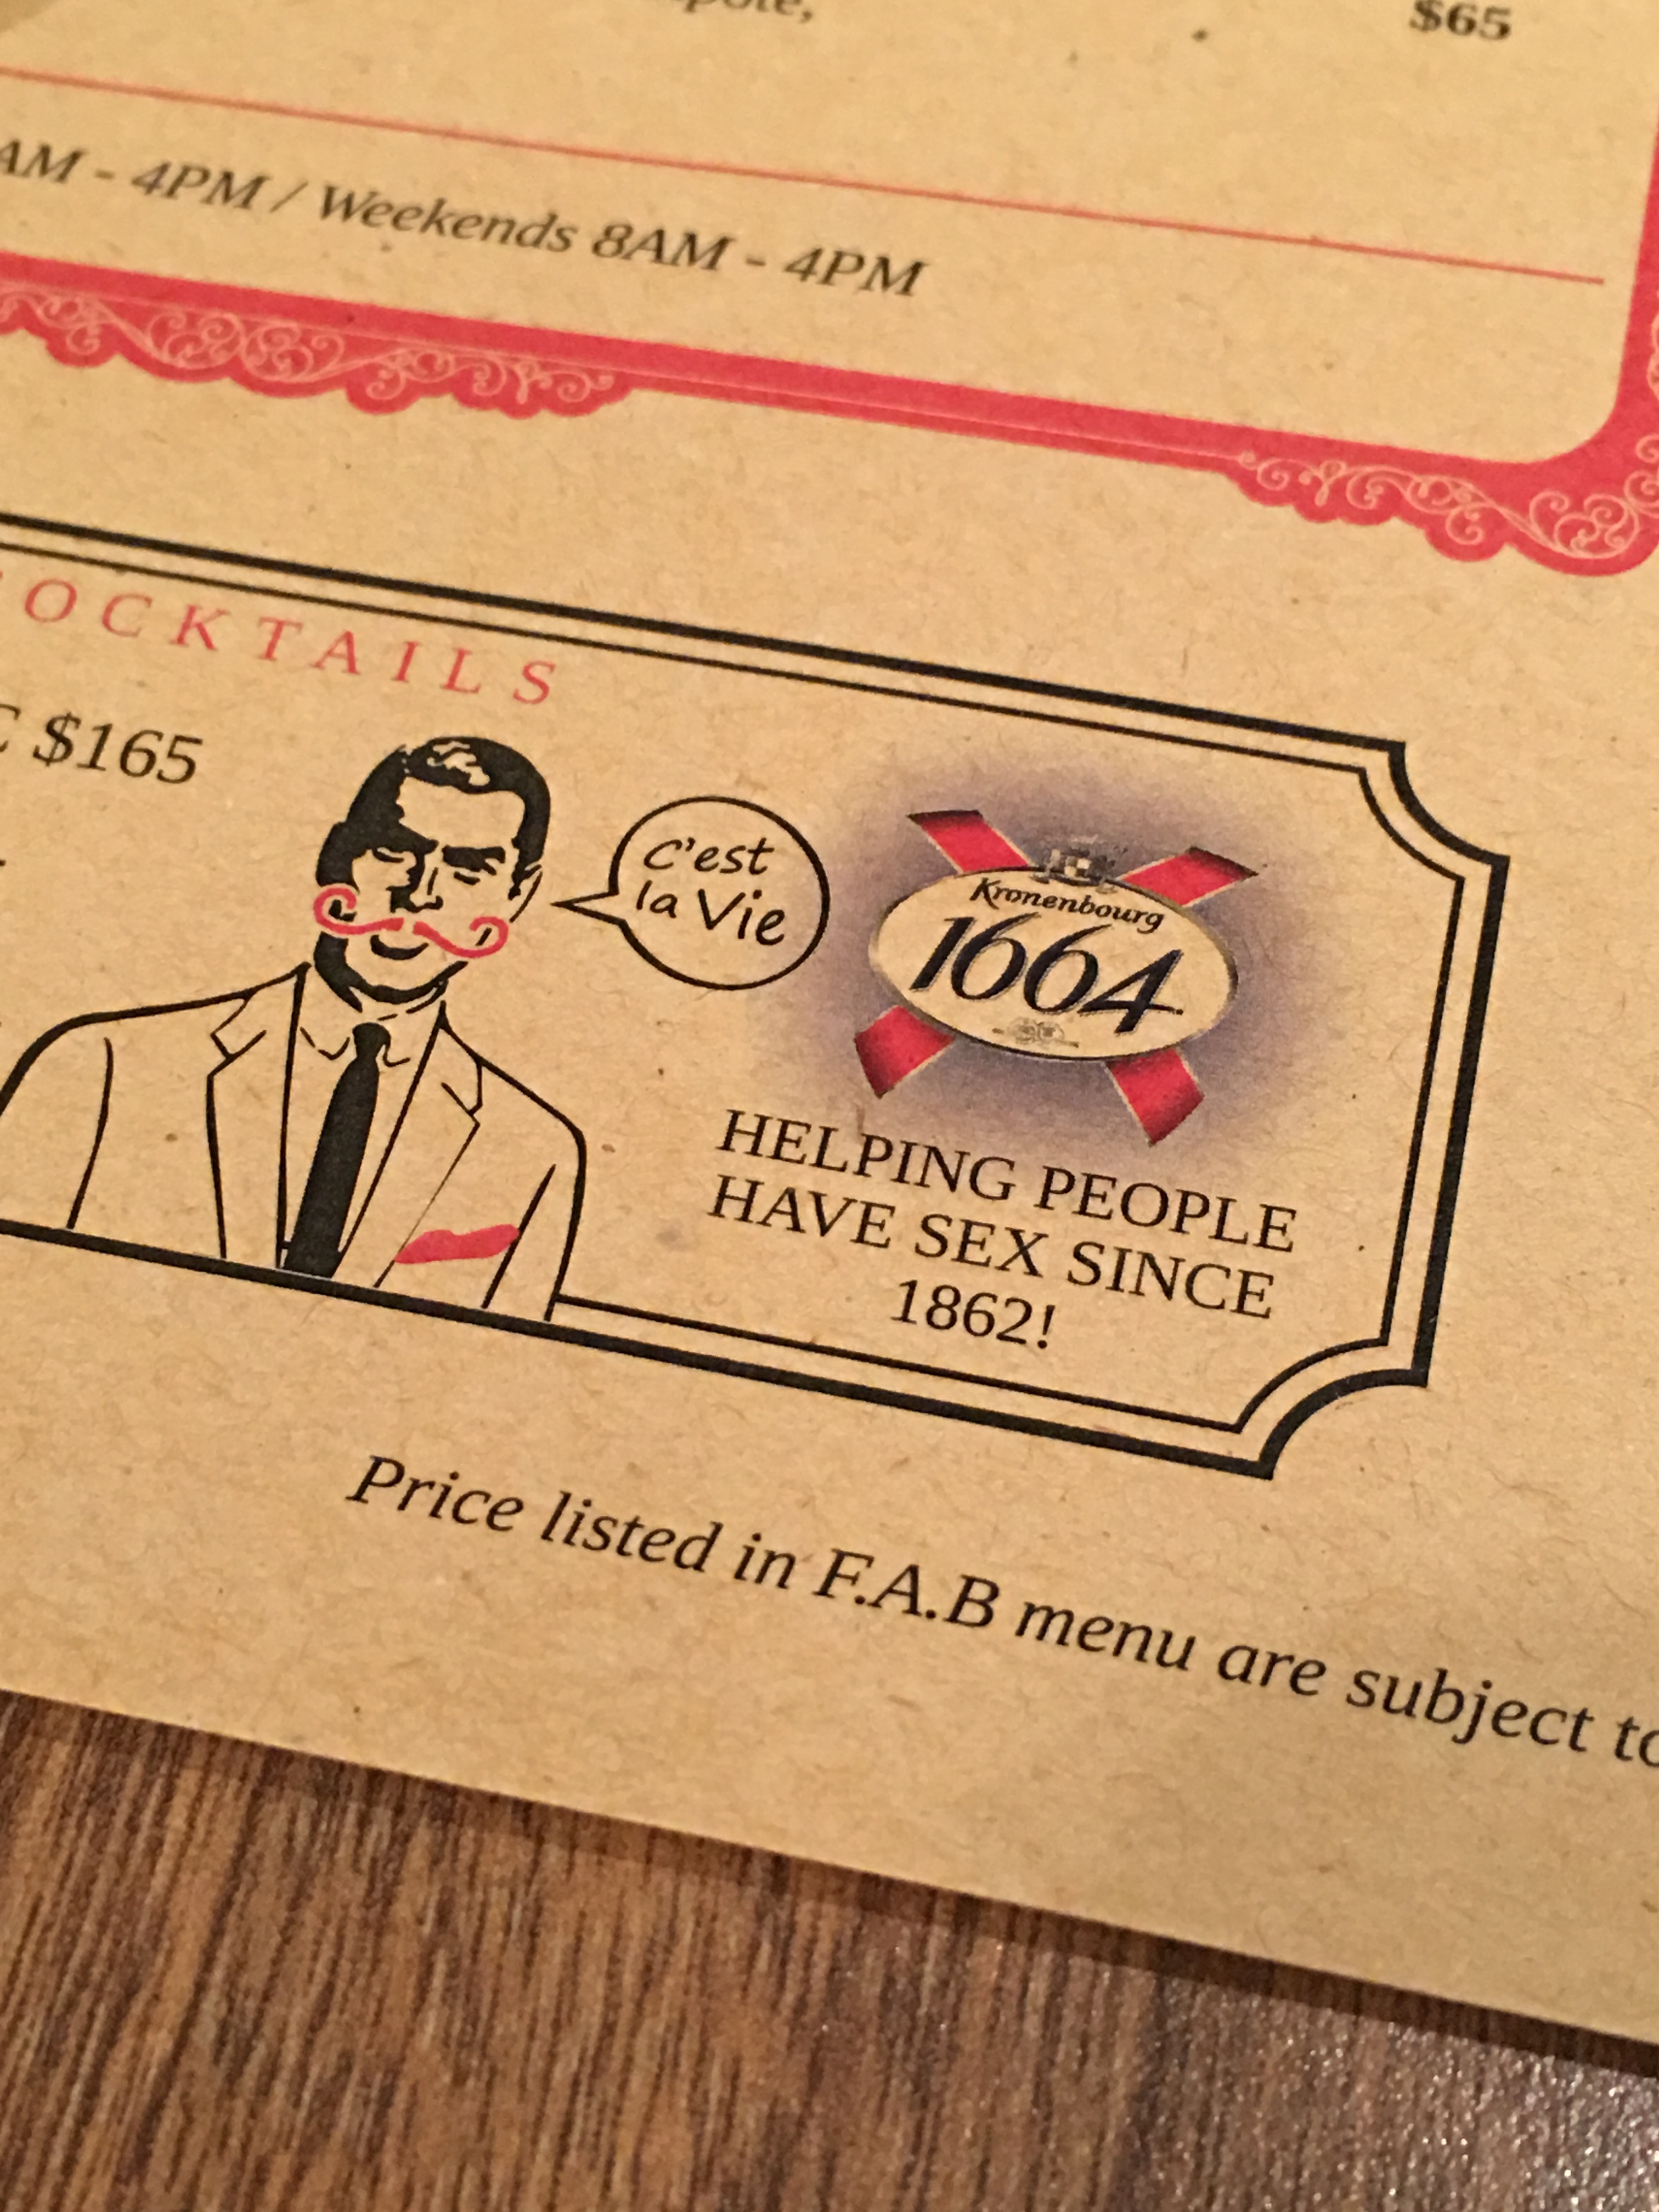 $65
AM - 4PM / Weekends 8AM - 4PM
OCKTAILS
$165
C'est
la Vie
Kronenbourg
1664
HELPING PEOPLE
HAVE SEX SINCE
1862!
Price listed in F.A.B menu are subject to